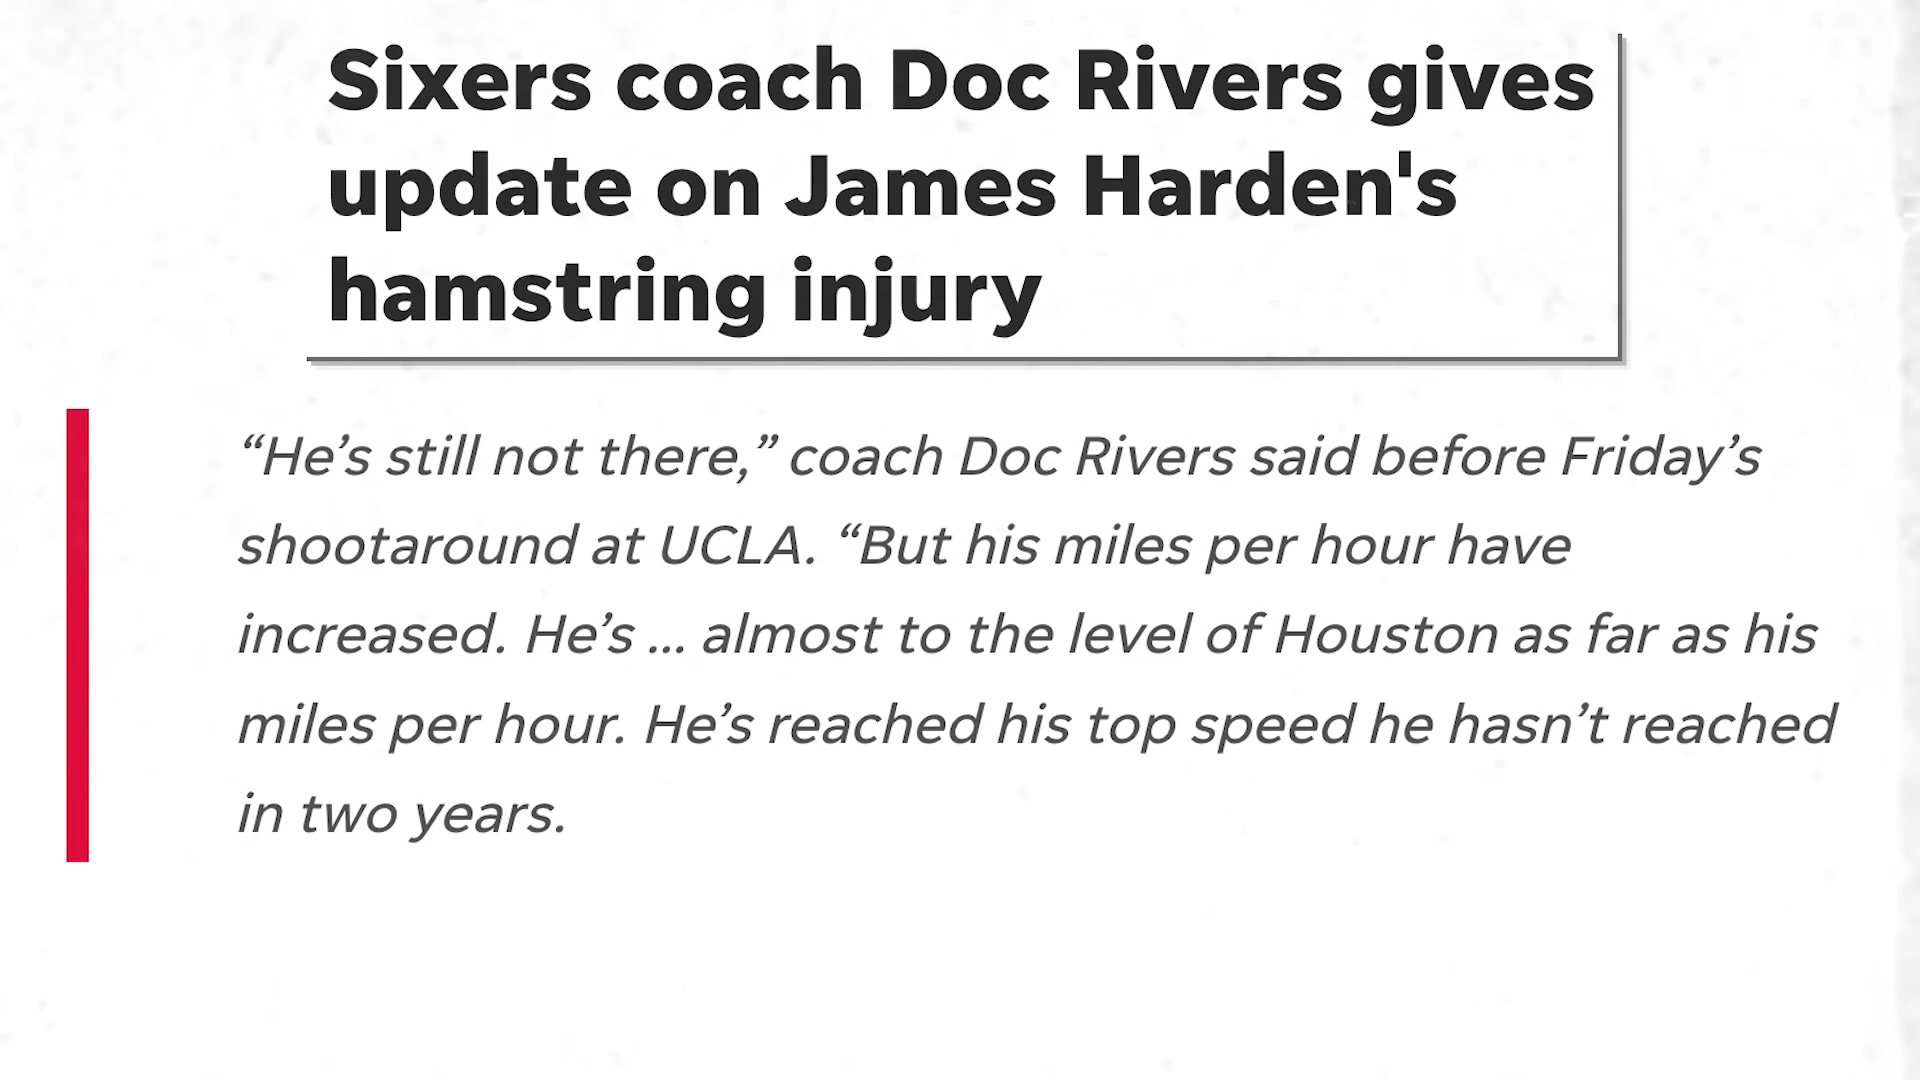 Sixers coach Doc Rivers gives
update on James Harden's
hamstring injury
“He’s still not there,” coach Doc Rivers said before Friday’s
shootaround at UCLA. “But his miles per hour have
increased. He’s ... almost to the level of Houston as far as his
miles per hour. He’s reached his top speed he hasn’t reached
in two years.